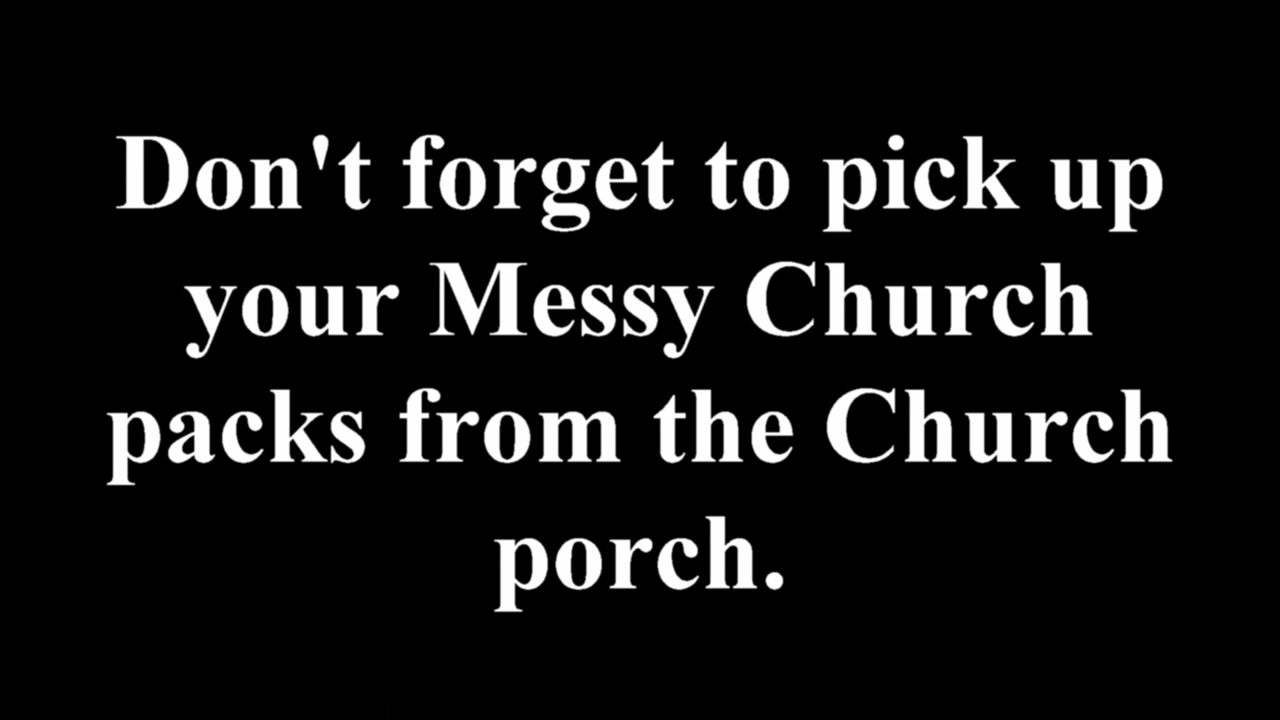 Don't forget to pick up
your Messy Church
packs from the Church
porch.